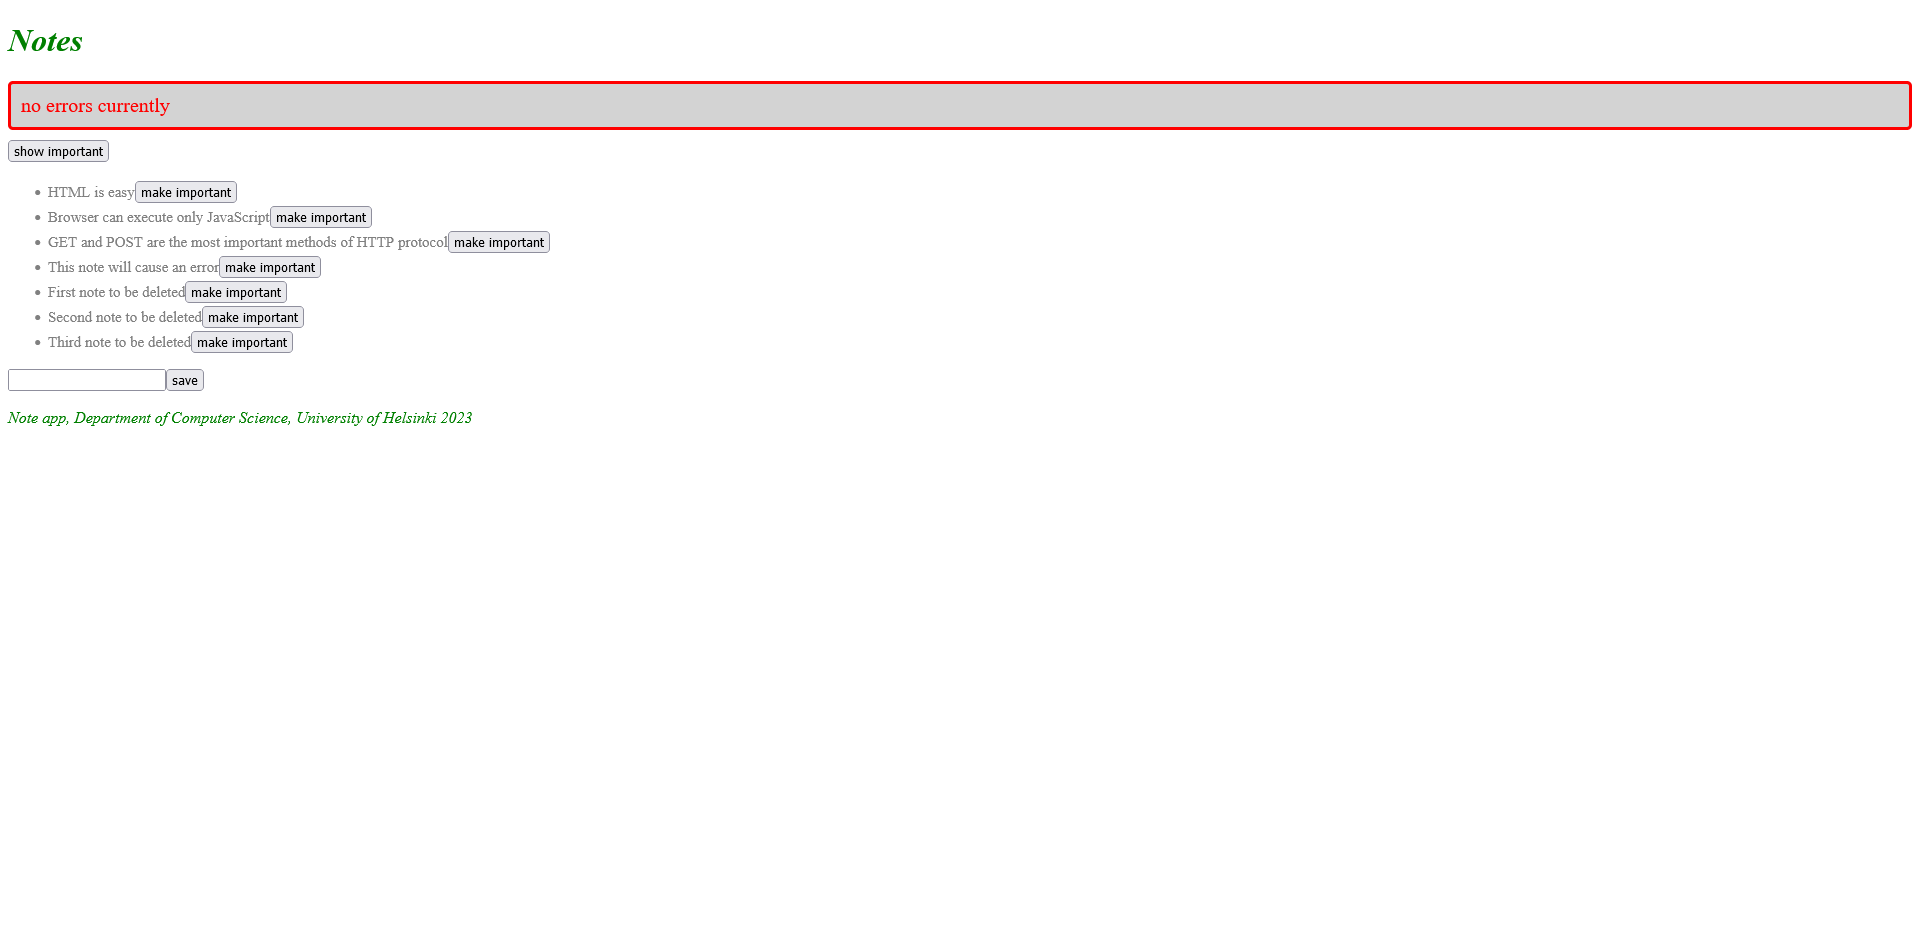 Notes
no errors currently
show important
HTML is easy make important
Browser can execute only JavaScript make important
GET and POST are the most important methods of HTTP protocol make important
This note will cause an error make important
First note to be deleted make important
Second note to be deleted make important
Third note to be deleted make important
save
Note app, Department of Computer Science, University of Helsinki 2023